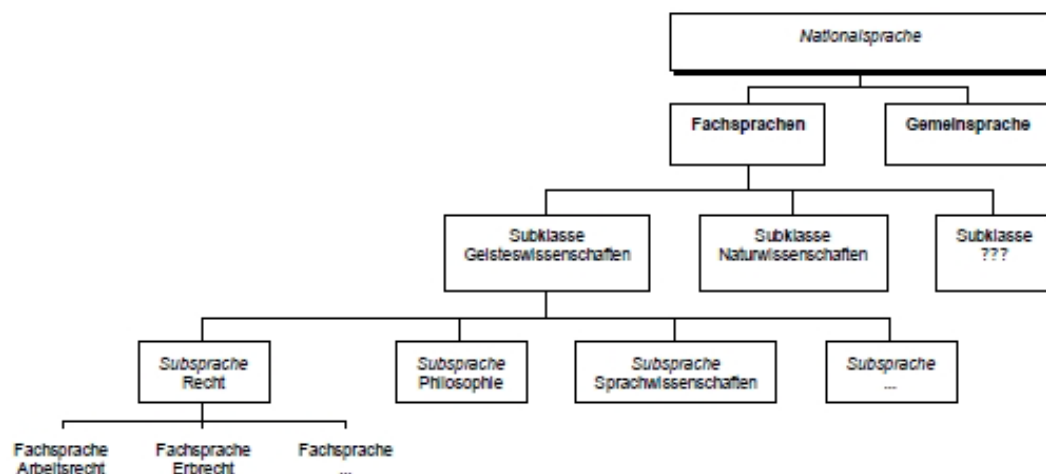 Nationalsprache
Fachsprachen
Gemeinsprache
Subklasse
Geisteswissenschaften
Subklasse
Naturwissenschaften
Subklasse
???
Subsprache
Recht
Subsprache
Philosophie
Subsprache
Sprachwissenschaften
Subsprache
...
Fachsprache
Arbeitsrecht
Fachsprache
Erbrecht
Fachsprache
...